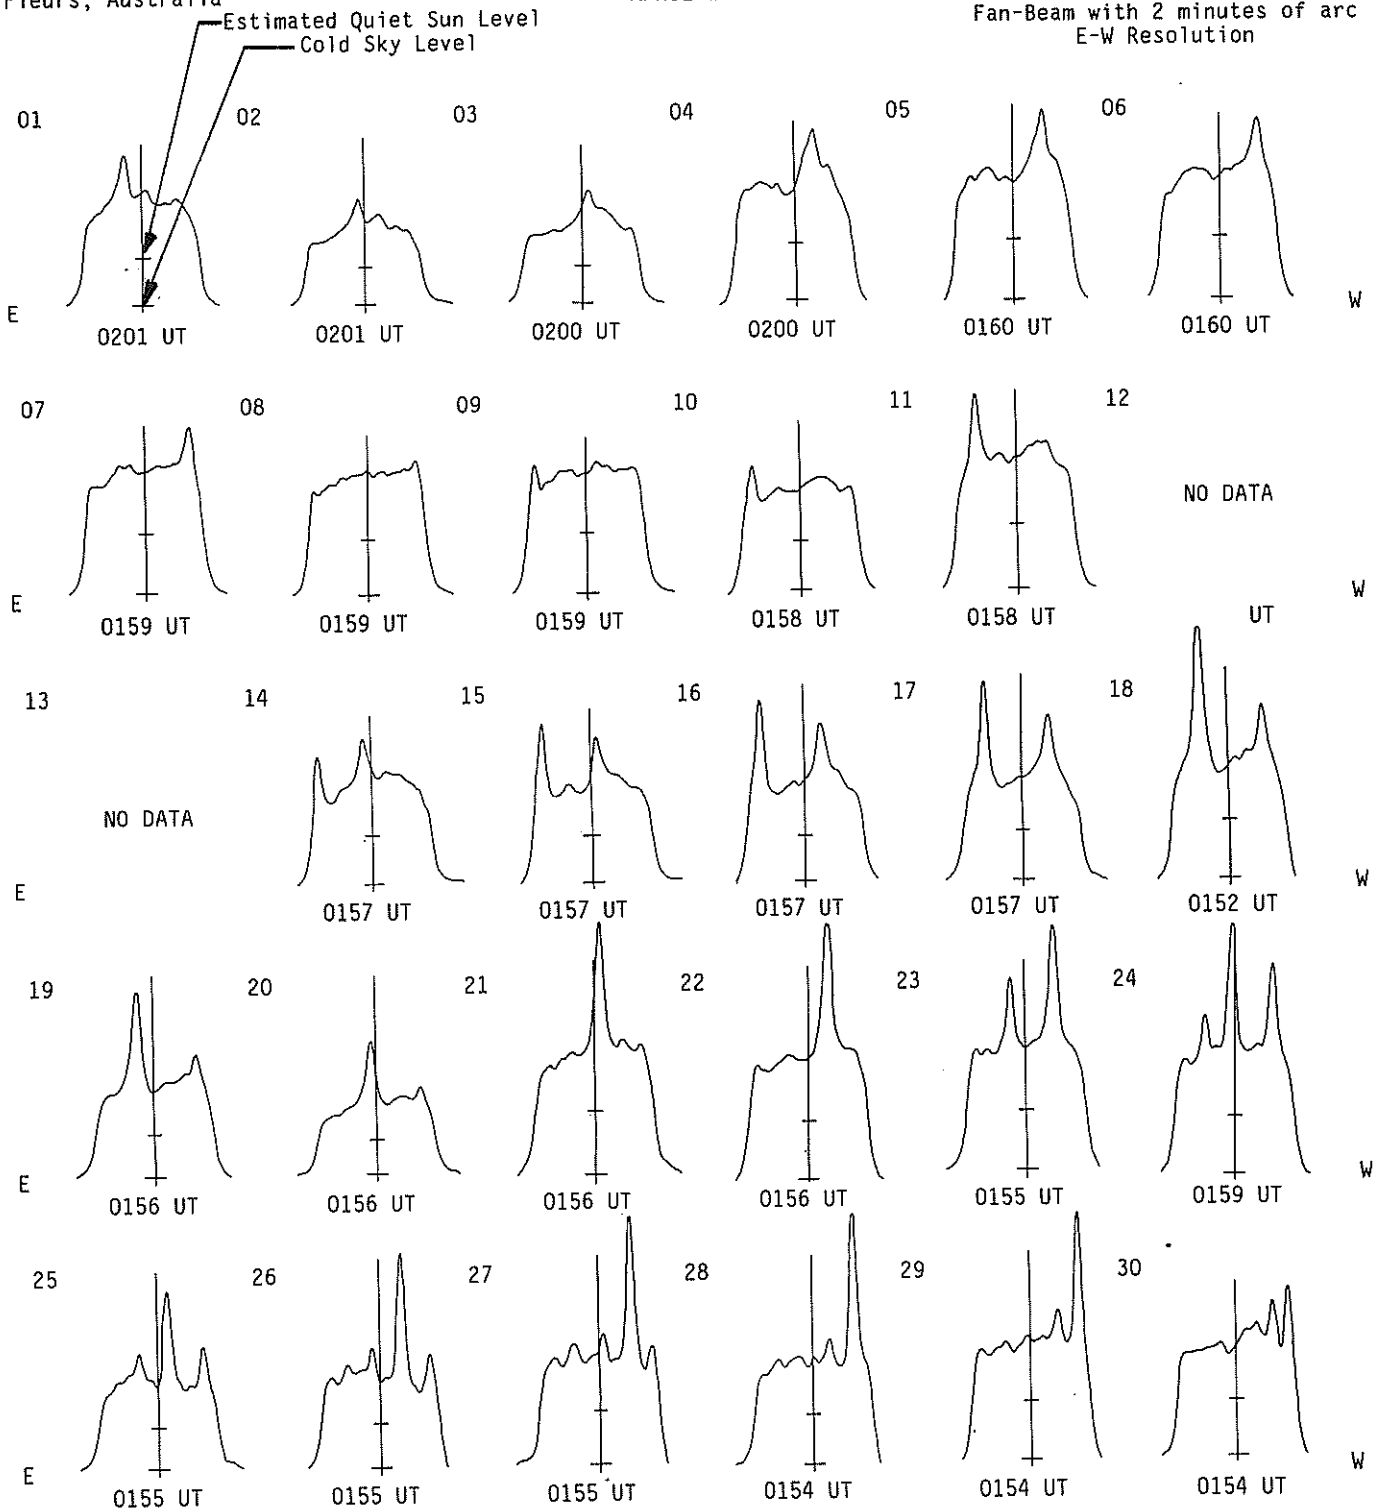 Fleurs, Australia
Estimated Quiet Sun Level
Cold Sky Level
Fan-Beam with 2 minutes of arc
E-W Resolution
01 02 03 04 05 06
E W
0201 UT 0201 UT 0200 UT 0200 UT 0160 UT 0160 UT
07 08 09 10 11 12
NO DATA
E W
0159 UT 0159 UT 0159 UT 0158 UT 0158 UT UT
13 14 15 16 17 18
NO DATA
E W
0157 UT 0157 UT 0157 UT 0157 UT 0152 UT
19 20 21 22 23 24
E W
0156 UT 0156 UT 0156 UT 0156 UT 0155 UT 0159 UT
25 26 27 28 29 30
E W
0155 UT 0155 UT 0155 UT 0154 UT 0154 UT 0154 UT